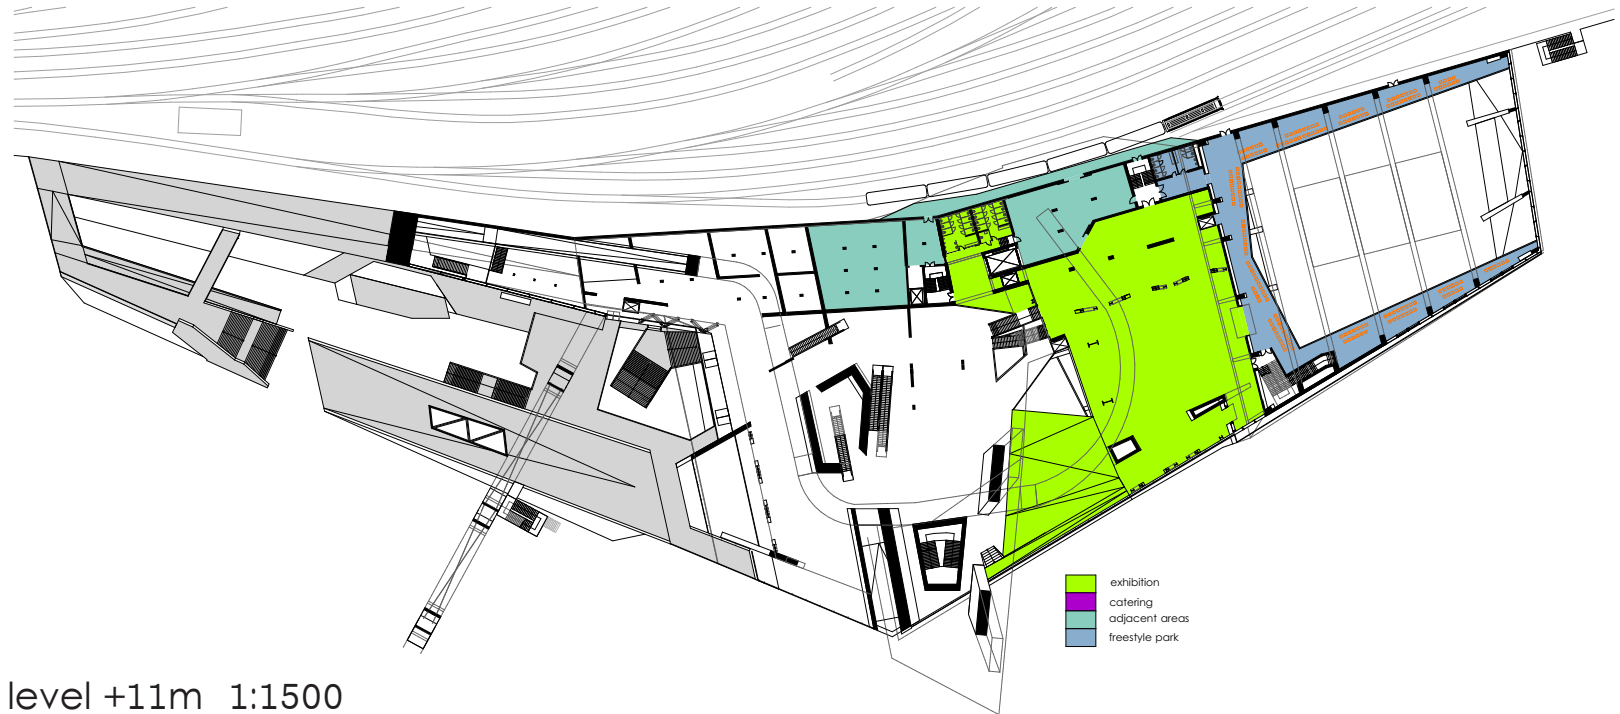 exhibition
catering
adjacent areas
freestyle park
level +11m 1:1500